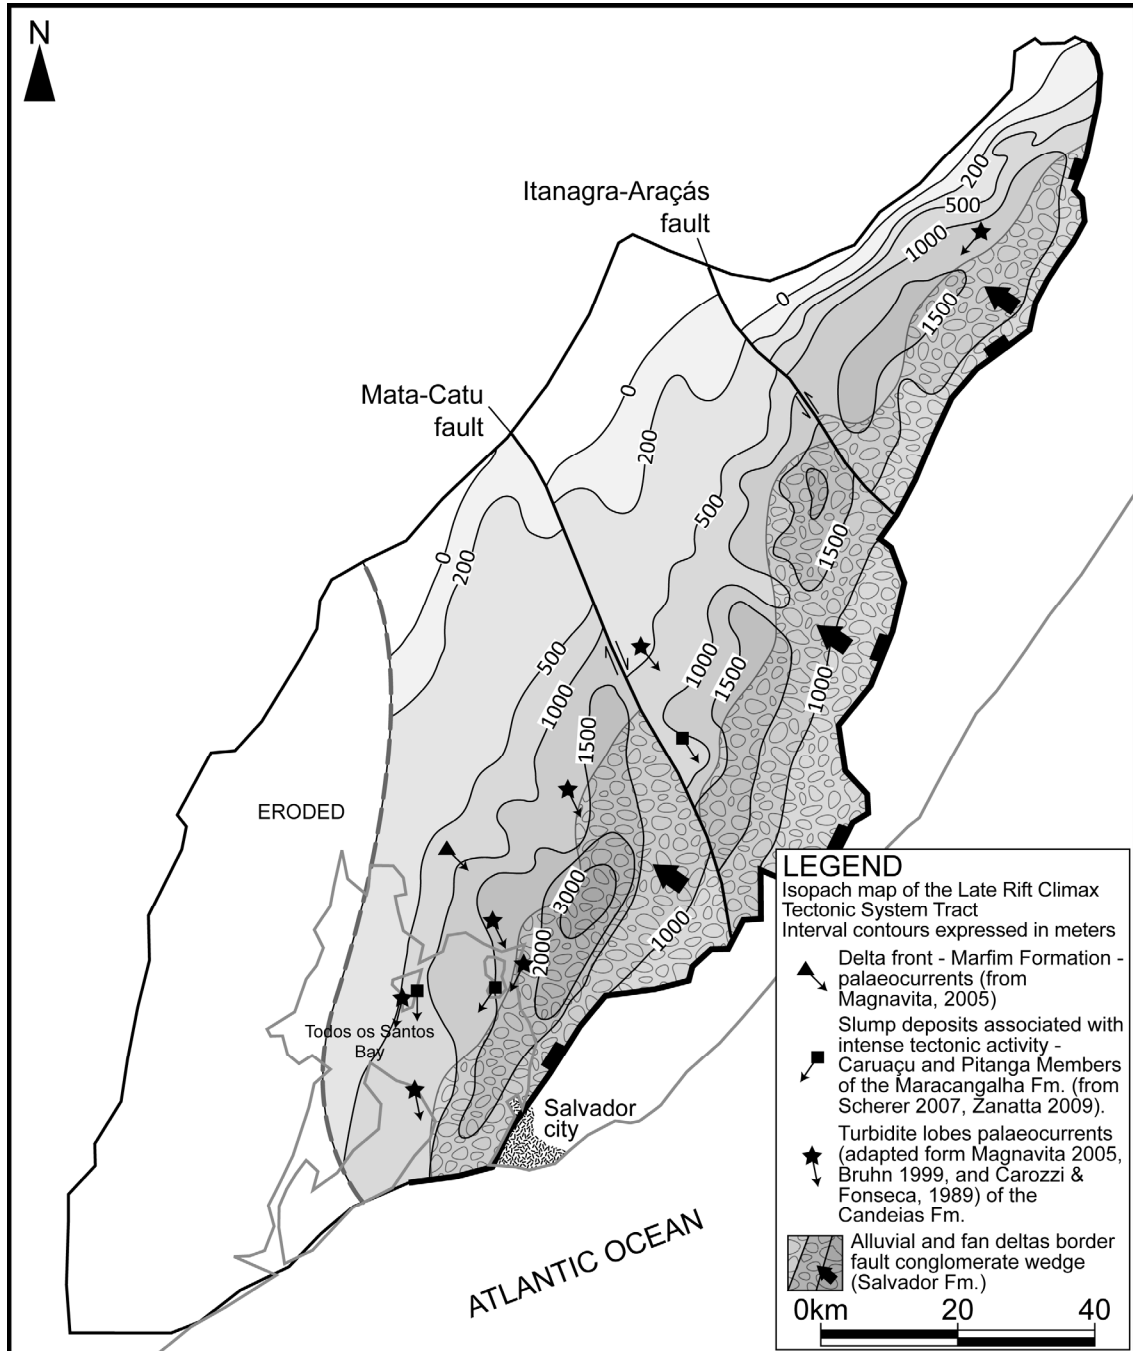 N
Itanagra-Araçás
fault
Mata-Catu
fault
200
500
1000
1500
0
0
200
500
1500
0
200
500
1000
1500
1000
1500
1000
3000
2000
1000
ERODED
Todos os Santos
Bay
Salvador
city
ATLANTIC OCEAN
LEGEND
Isopach map of the Late Rift Climax
Tectonic System Tract
Interval contours expressed in meters
Delta front - Marfim Formation -
palaeocurrents (from
Magnavita, 2005)
Slump deposits associated with
intense tectonic activity -
Caruaçu and Pitanga Members
of the Maracangalha Fm. (from
Scherer 2007, Zanatta 2009).
Turbidite lobes palaeocurrents
(adapted form Magnavita 2005,
Bruhn 1999, and Carozzi &
Fonseca, 1989) of the
Candeias Fm.
Alluvial and fan deltas border
fault conglomerate wedge
(Salvador Fm.)
0km 20 40